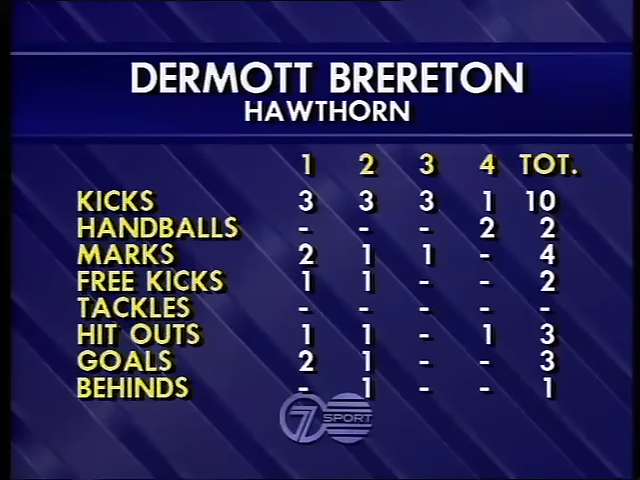 DERMOTT BRERETON
HAWTHORN
1 2 3 4 TOT.
KICKS 3 3 3 1 10
HANDBALLS - - - 2 2
MARKS 2 1 1 - 4
FREE KICKS 1 1 - - 2
TACKLES - - - - -
HIT OUTS 1 1 - 1 3
GOALS 2 1 - - 3
BEHINDS - 1 - - 1
7 SPORT